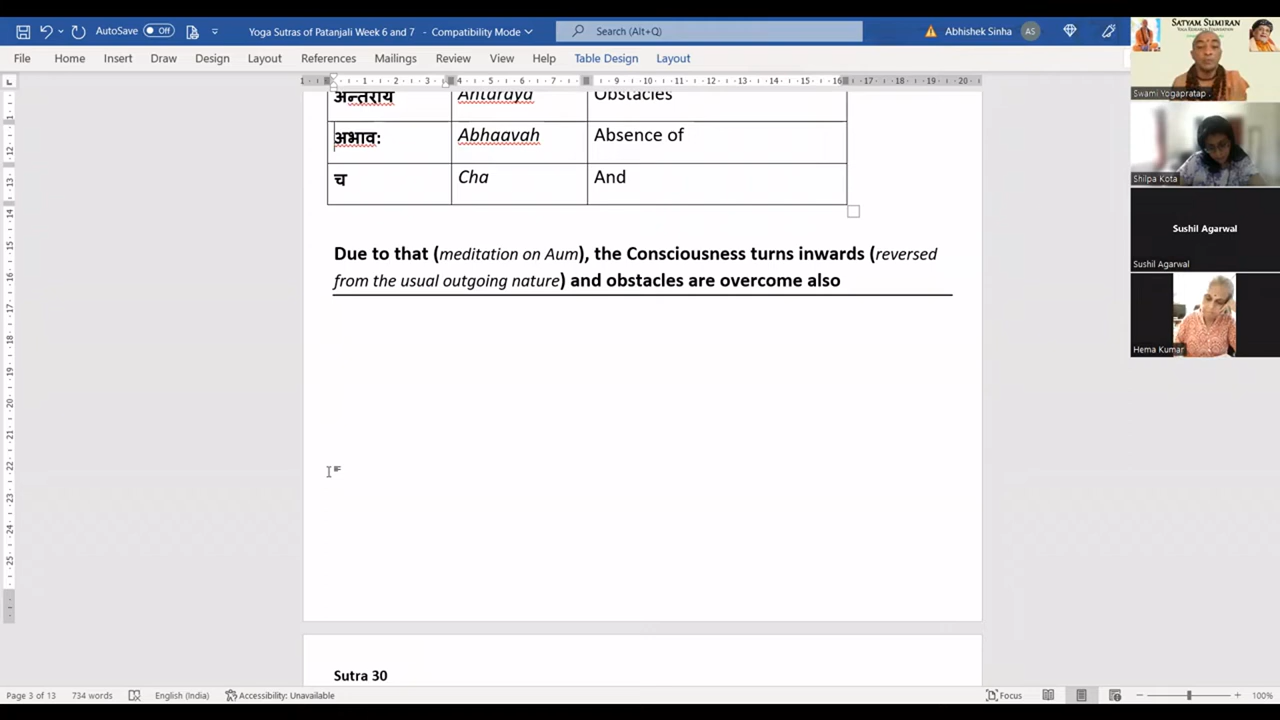 AutoSave Off Yoga Sutras of Patanjali Week 6 and 7 - Compatibility Mode Search (Alt+Q) Abhishek Sinha AS
File Home Insert Draw Design Layout References Mailings Review View Help Table Design Layout
अन्तराय Antaraya Obstacles
अभावः Abhaavah Absence of
च Cha And
Due to that (meditation on Aum), the Consciousness turns inwards (reversed
from the usual outgoing nature) and obstacles are overcome also
Sutra 30
Page 3 of 13 734 words English (India) Accessibility: Unavailable Focus 100%
SATYAM SUMIRAN
Swami Yogapratap
Shilpa Kota
Sushil Agarwal
Sushil Agarwal
Hema Kumar